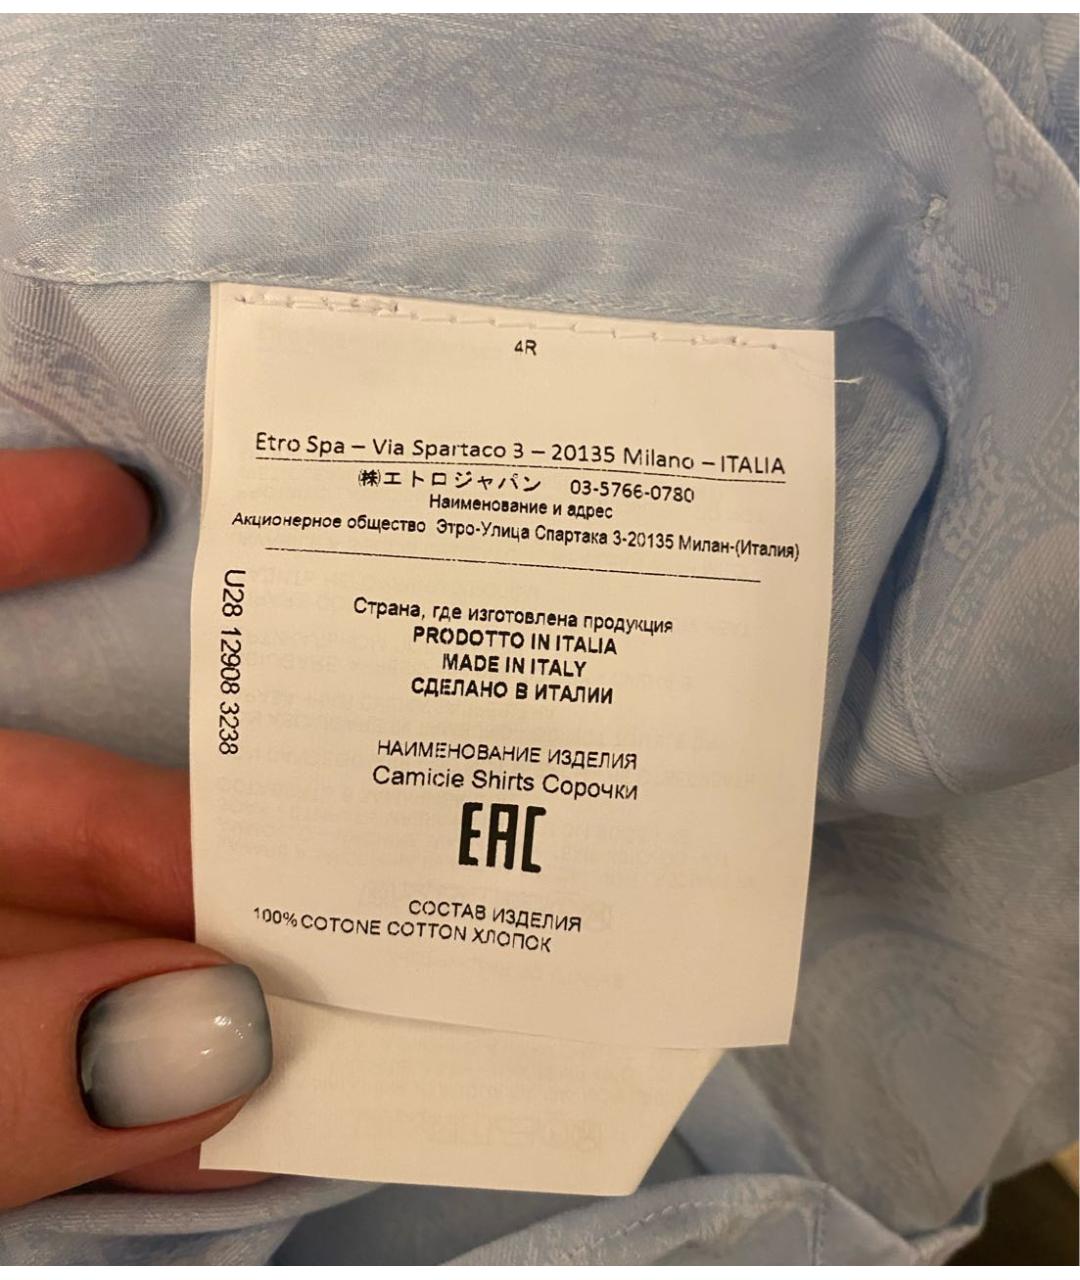 4R
Etro Spa – Via Spartaco 3 – 20135 Milano – ITALIA
㈱エトロジャパン 03-5766-0780
Наименование и адрес
Акционерное общество Этро-Улица Спартака 3-20135 Милан-(Италия)
Страна, где изготовлена продукция
PRODOTTO IN ITALIA
MADE IN ITALY
СДЕЛАНО В ИТАЛИИ
U28 12908 3238
НАИМЕНОВАНИЕ ИЗДЕЛИЯ
Camicie Shirts Сорочки
EAC
СОСТАВ ИЗДЕЛИЯ
100% COTONE COTTON ХЛОПОК